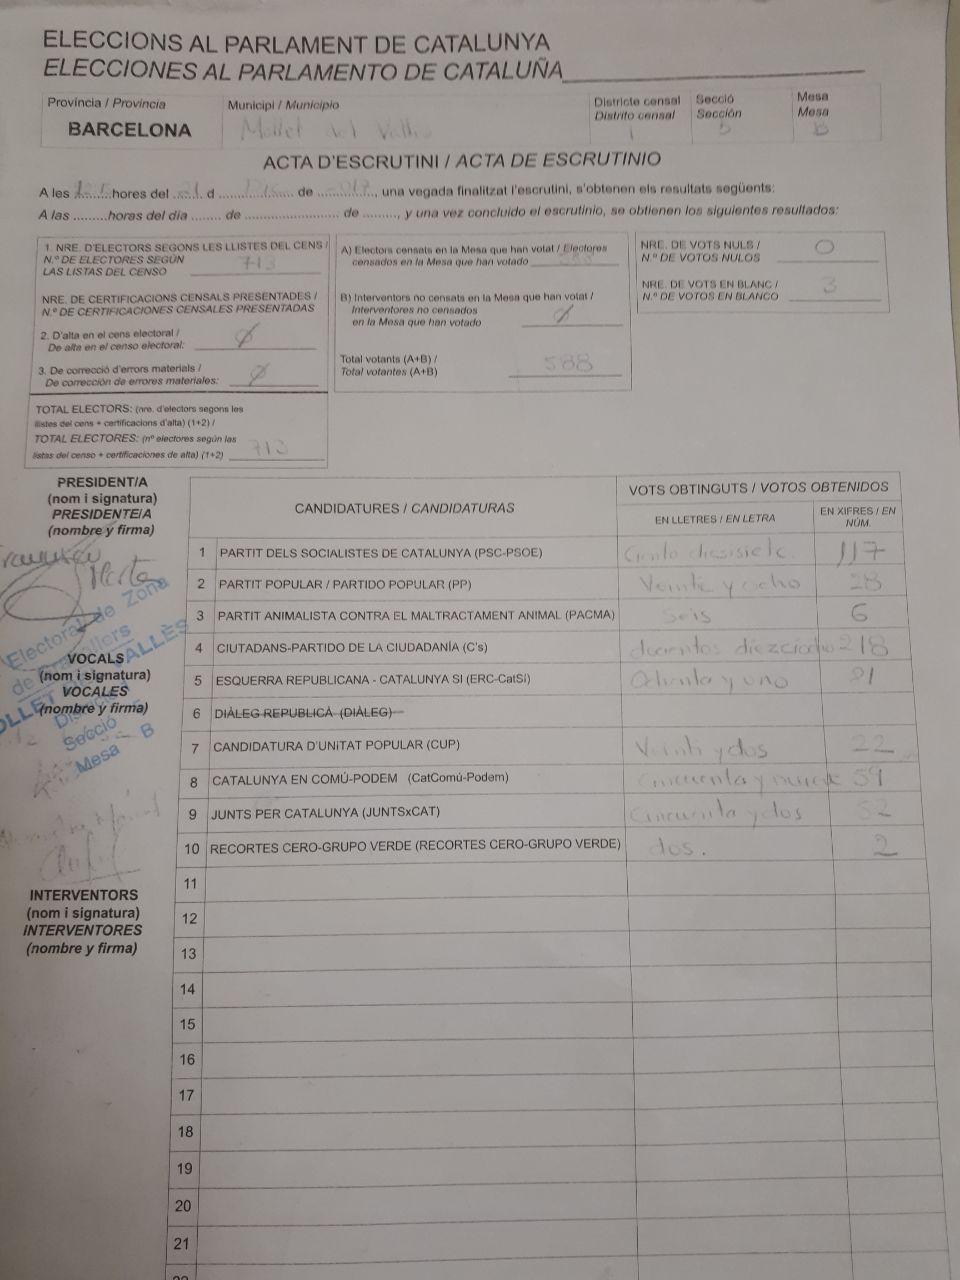 ELECCIONS AL PARLAMENT DE CATALUNYA
ELECCIONES AL PARLAMENTO DE CATALUÑA
Província / Provincia
BARCELONA
Municipi / Municipio
Mollet del Vallès
Districte censal
Distrito censal
1
Secció
Sección
5
Mesa
Mesa
B
ACTA D'ESCRUTINI / ACTA DE ESCRUTINIO
A les ........hores del 21 d ................ de 2017, una vegada finalitzat l'escrutini, s'obtenen els resultats següents:
A las .........horas del día ........ de ......................... de .........., y una vez concluido el escrutinio, se obtienen los siguientes resultados:
1. NRE. D'ELECTORS SEGONS LES LLISTES DEL CENS /
N.º DE ELECTORES SEGÚN
LAS LISTAS DEL CENSO 713
NRE. DE CERTIFICACIONS CENSALS PRESENTADES /
N.º DE CERTIFICACIONES CENSALES PRESENTADAS
2. D'alta en el cens electoral /
De alta en el censo electoral: Ø
3. De correcció d'errors materials /
De corrección de errores materiales: Ø
TOTAL ELECTORS: (nre. d'electors segons les
llistes del cens + certificacions d'alta) (1+2) /
TOTAL ELECTORES: (nº electores según las
listas del censo + certificaciones de alta) (1+2) 713
A) Electors censats en la Mesa que han votat / Electores
censados en la Mesa que han votado 588
B) Interventors no censats en la Mesa que han votat /
Interventores no censados
en la Mesa que han votado Ø
Total votants (A+B) /
Total votantes (A+B) 588
NRE. DE VOTS NULS /
N.º DE VOTOS NULOS 0
NRE. DE VOTS EN BLANC /
N.º DE VOTOS EN BLANCO 3
PRESIDENT/A
(nom i signatura)
PRESIDENTE/A
(nombre y firma)
Electoral de Zona
de Granollers
MOLLET DEL VALLÈS
Districte
Secció
Mesa B
VOCALS
(nom i signatura)
VOCALES
(nombre y firma)
INTERVENTORS
(nom i signatura)
INTERVENTORES
(nombre y firma)
CANDIDATURES / CANDIDATURAS
VOTS OBTINGUTS / VOTOS OBTENIDOS
EN LLETRES / EN LETRA
EN XIFRES / EN
NÚM.
1 PARTIT DELS SOCIALISTES DE CATALUNYA (PSC-PSOE) Ciento diesisiete. 117
2 PARTIT POPULAR / PARTIDO POPULAR (PP) Veinte y ocho 28
3 PARTIT ANIMALISTA CONTRA EL MALTRACTAMENT ANIMAL (PACMA) Seis 6
4 CIUTADANS-PARTIDO DE LA CIUDADANÍA (C's) 218
5 ESQUERRA REPUBLICANA - CATALUNYA SI (ERC-CatSí) Ochenta y uno 81
6 DIÀLEG REPUBLICÀ (DIÀLEG)
7 CANDIDATURA D'UNITAT POPULAR (CUP) Veinti y dos 22
8 CATALUNYA EN COMÚ-PODEM (CatComú-Podem) Cincuenta y nueve 59
9 JUNTS PER CATALUNYA (JUNTSxCAT) Cincuenta y dos 52
10 RECORTES CERO-GRUPO VERDE (RECORTES CERO-GRUPO VERDE) dos. 2
11
12
13
14
15
16
17
18
19
20
21